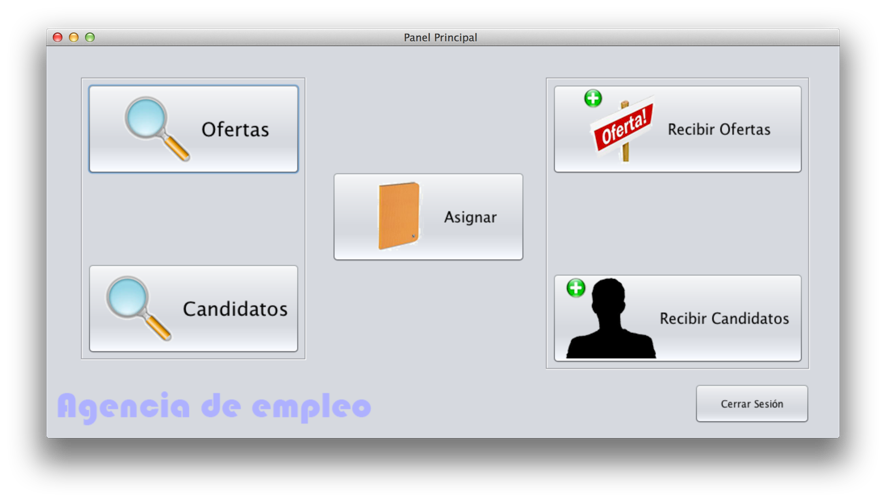 Panel Principal
Ofertas
Oferta!
Recibir Ofertas
Asignar
Candidatos
Recibir Candidatos
Agencia de empleo
Cerrar Sesión